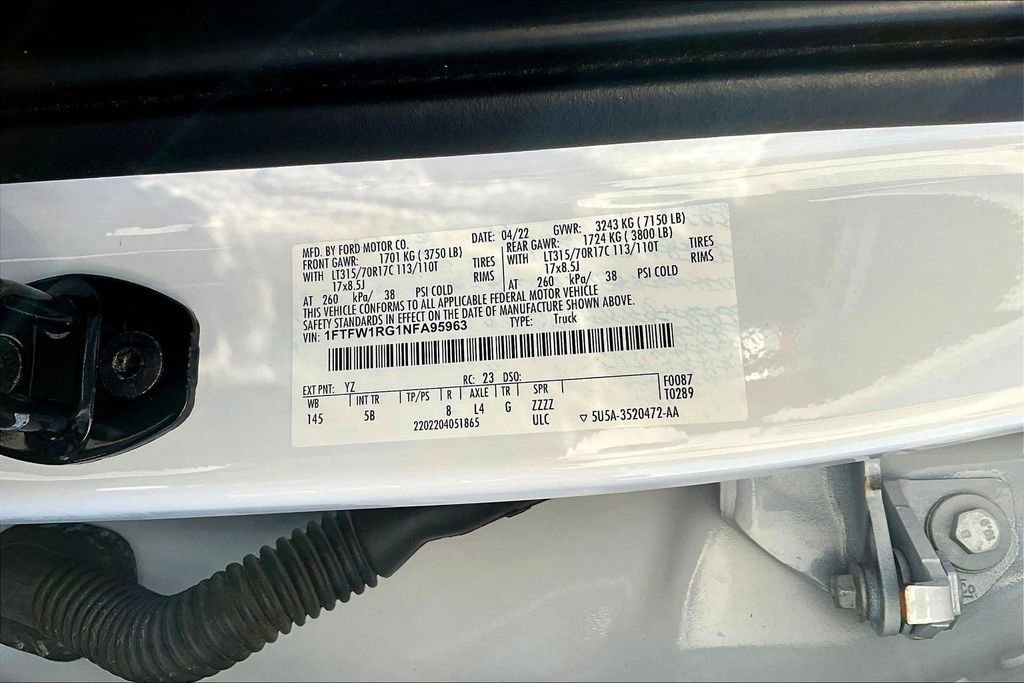 MFD. BY FORD MOTOR CO. DATE: 04/22 GVWR: 3243 KG ( 7150 LB)
FRONT GAWR: 1701 KG ( 3750 LB) REAR GAWR: 1724 KG ( 3800 LB)
WITH LT315/70R17C 113/110T TIRES WITH LT315/70R17C 113/110T TIRES
17x8.5J RIMS 17x8.5J RIMS
AT 260 kPa/ 38 PSI COLD AT 260 kPa/ 38 PSI COLD
THIS VEHICLE CONFORMS TO ALL APPLICABLE FEDERAL MOTOR VEHICLE
SAFETY STANDARDS IN EFFECT ON THE DATE OF MANUFACTURE SHOWN ABOVE.
VIN: 1FTFW1RG1NFA95963 TYPE: Truck
EXT PNT: YZ RC: 23 DSO: F0087
WB INT TR TP/PS R AXLE TR SPR T0289
145 5B 8 L4 G ZZZZ
2202204051865 ULC ▽ 5U5A-3520472-AA